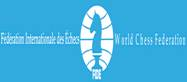 Fédération Internationale des Échecs
World Chess Federation
FIDE